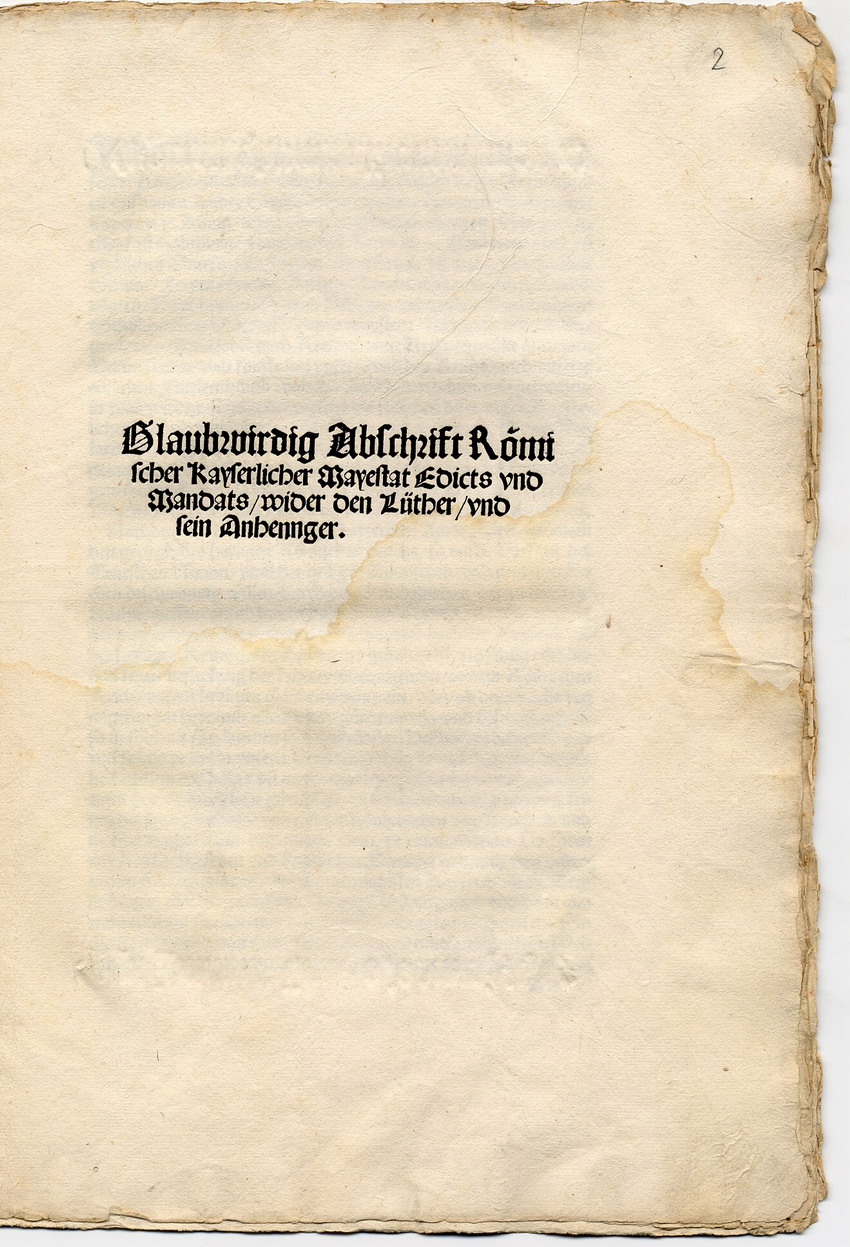 2
Glaubwirdig Abschrift Römi
scher Kayserlicher Mayestat Edicts vnd
Mandats/wider den Lüther/vnd
sein Anhennger.